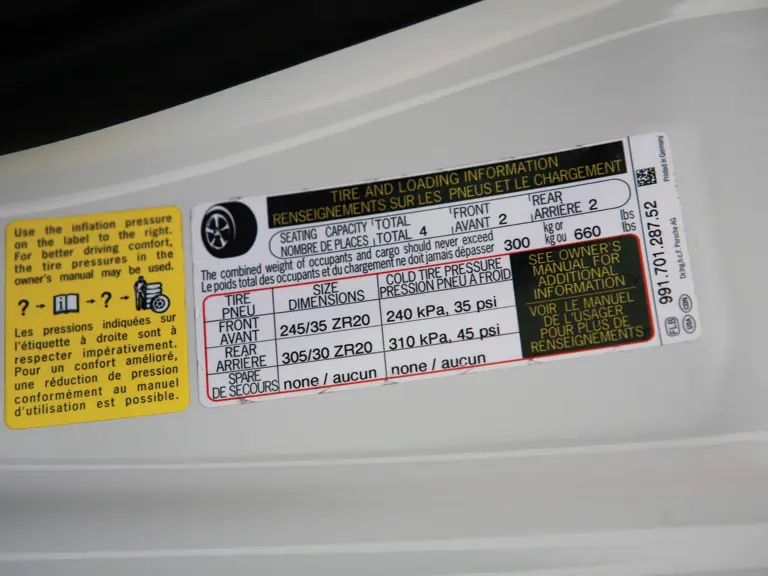 Use the inflation pressure
on the label to the right.
For better driving comfort,
the tire pressures in the
owner's manual may be used.
? → → ? →
Les pressions indiquées sur
l'étiquette à droite sont à
respecter impérativement.
Pour un confort amélioré,
une réduction de pression
conformément au manuel
d'utilisation est possible.
TIRE AND LOADING INFORMATION
RENSEIGNEMENTS SUR LES PNEUS ET LE CHARGEMENT
SEATING CAPACITY TOTAL 4 FRONT 2 REAR 2
NOMBRE DE PLACES TOTAL AVANT ARRIÈRE
The combined weight of occupants and cargo should never exceed 300 kg or 660 lbs
Le poids total des occupants et du chargement ne doit jamais dépasser kg ou lbs
TIRE SIZE COLD TIRE PRESSURE
PNEU DIMENSIONS PRESSION PNEU A FROID
FRONT 245/35 ZR20 240 kPa, 35 psi
AVANT
REAR 305/30 ZR20 310 kPa, 45 psi
ARRIÈRE
SPARE none / aucun none / aucun
DE SECOURS
SEE OWNER'S
MANUAL FOR
ADDITIONAL
INFORMATION
VOIR LE MANUEL
DE L'USAGER
POUR PLUS DE
RENSEIGNEMENTS
Printed in Germany
991.701.287.52
Dr.Ing.h.c.F. Porsche AG
FLB USA CDN